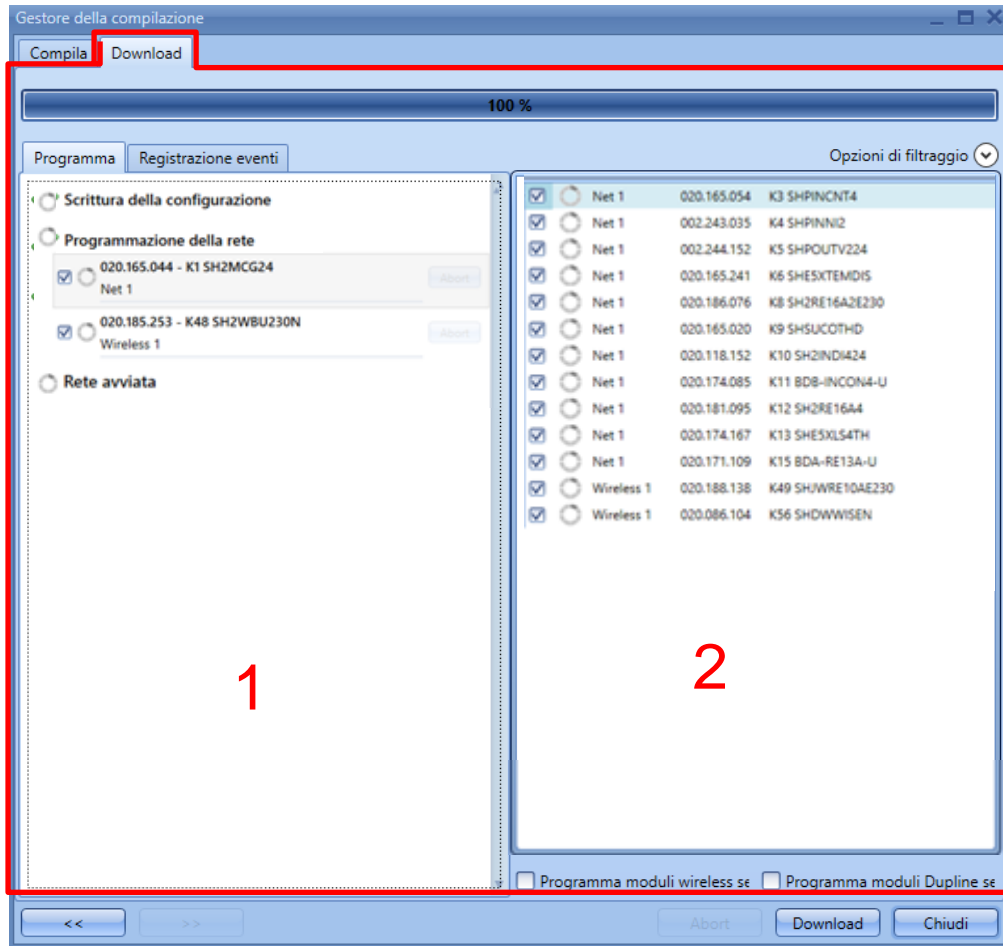 Gestore della compilazione
Compila Download
100 %
Programma Registrazione eventi
Opzioni di filtraggio
Scrittura della configurazione
Programmazione della rete
020.165.044 - K1 SH2MCG24
Abort
Net 1
020.185.253 - K48 SH2WBU230N
Abort
Wireless 1
Rete avviata
1
Net 1 020.165.054 K3 SHPINCNT4
Net 1 002.243.035 K4 SHPINNI2
Net 1 002.244.152 K5 SHPOUTV224
Net 1 020.165.241 K6 SHE5XTEMDIS
Net 1 020.186.076 K8 SH2RE16A2E230
Net 1 020.165.020 K9 SHSUCOTHD
Net 1 020.118.152 K10 SH2INDI424
Net 1 020.174.085 K11 BDB-INCON4-U
Net 1 020.181.095 K12 SH2RE16A4
Net 1 020.174.167 K13 SHE5XLS4TH
Net 1 020.171.109 K15 BDA-RE13A-U
Wireless 1 020.188.138 K49 SHJWRE10AE230
Wireless 1 020.086.104 K56 SHDWWISEN
2
Programma moduli wireless se Programma moduli Dupline se
<< >> Abort Download Chiudi